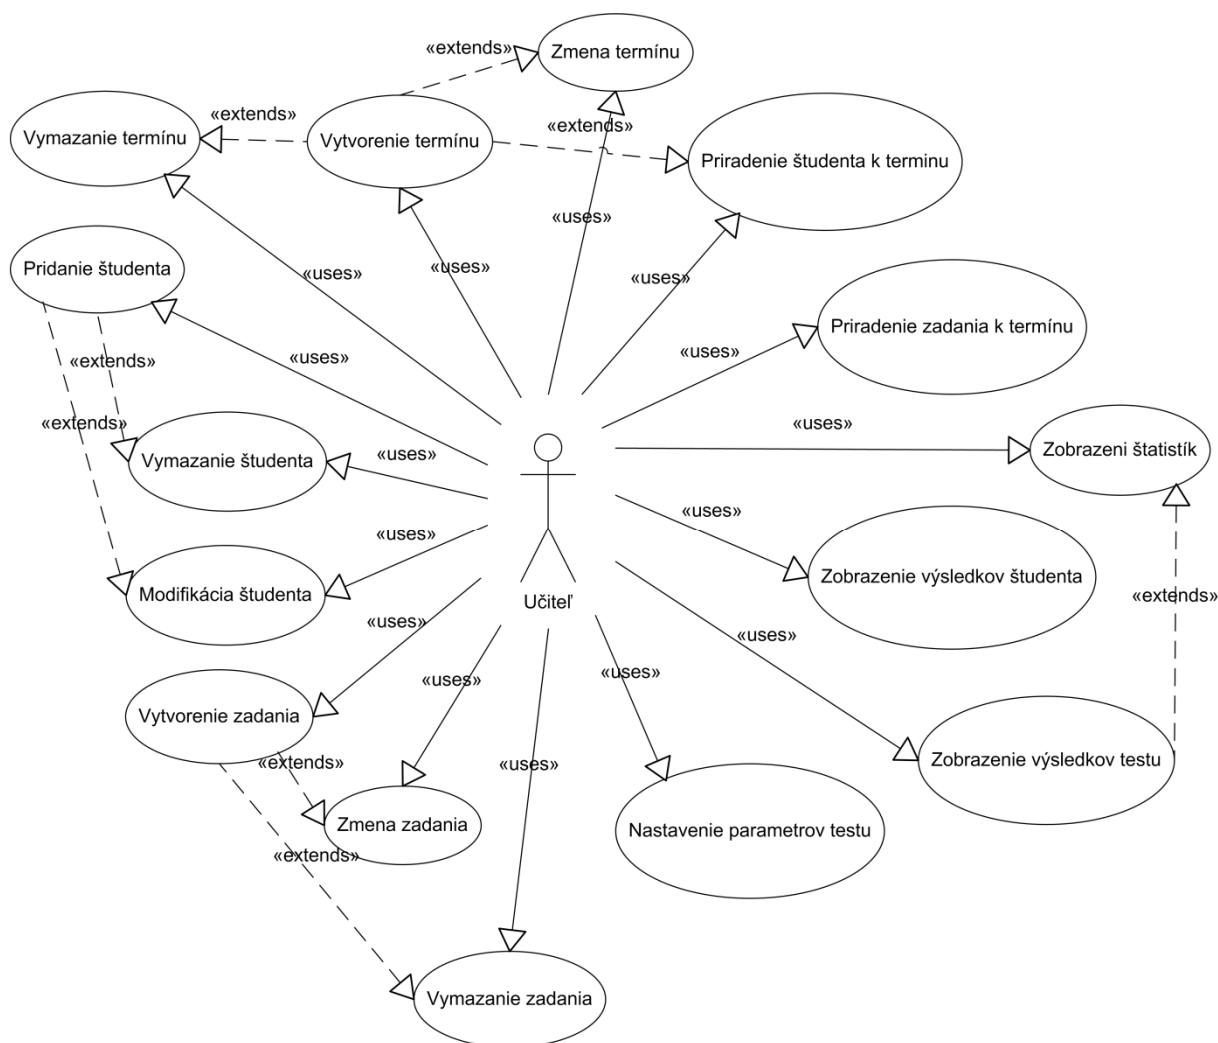 «extends»
Zmena termínu
«extends»
«extends»
Vymazanie termínu
Vytvorenie termínu
Priradenie študenta k terminu
«uses»
Pridanie študenta
«uses»
«uses»
«uses»
Priradenie zadania k termínu
«extends»
«uses»
«uses»
«extends»
«uses»
Zobrazeni štatistík
Vymazanie študenta
«uses»
«uses»
«uses»
Modifikácia študenta
Zobrazenie výsledkov študenta
Učiteľ
«extends»
«uses»
«uses»
«uses»
«uses»
Vytvorenie zadania
«extends»
«uses»
Zobrazenie výsledkov testu
Zmena zadania
Nastavenie parametrov testu
«extends»
Vymazanie zadania